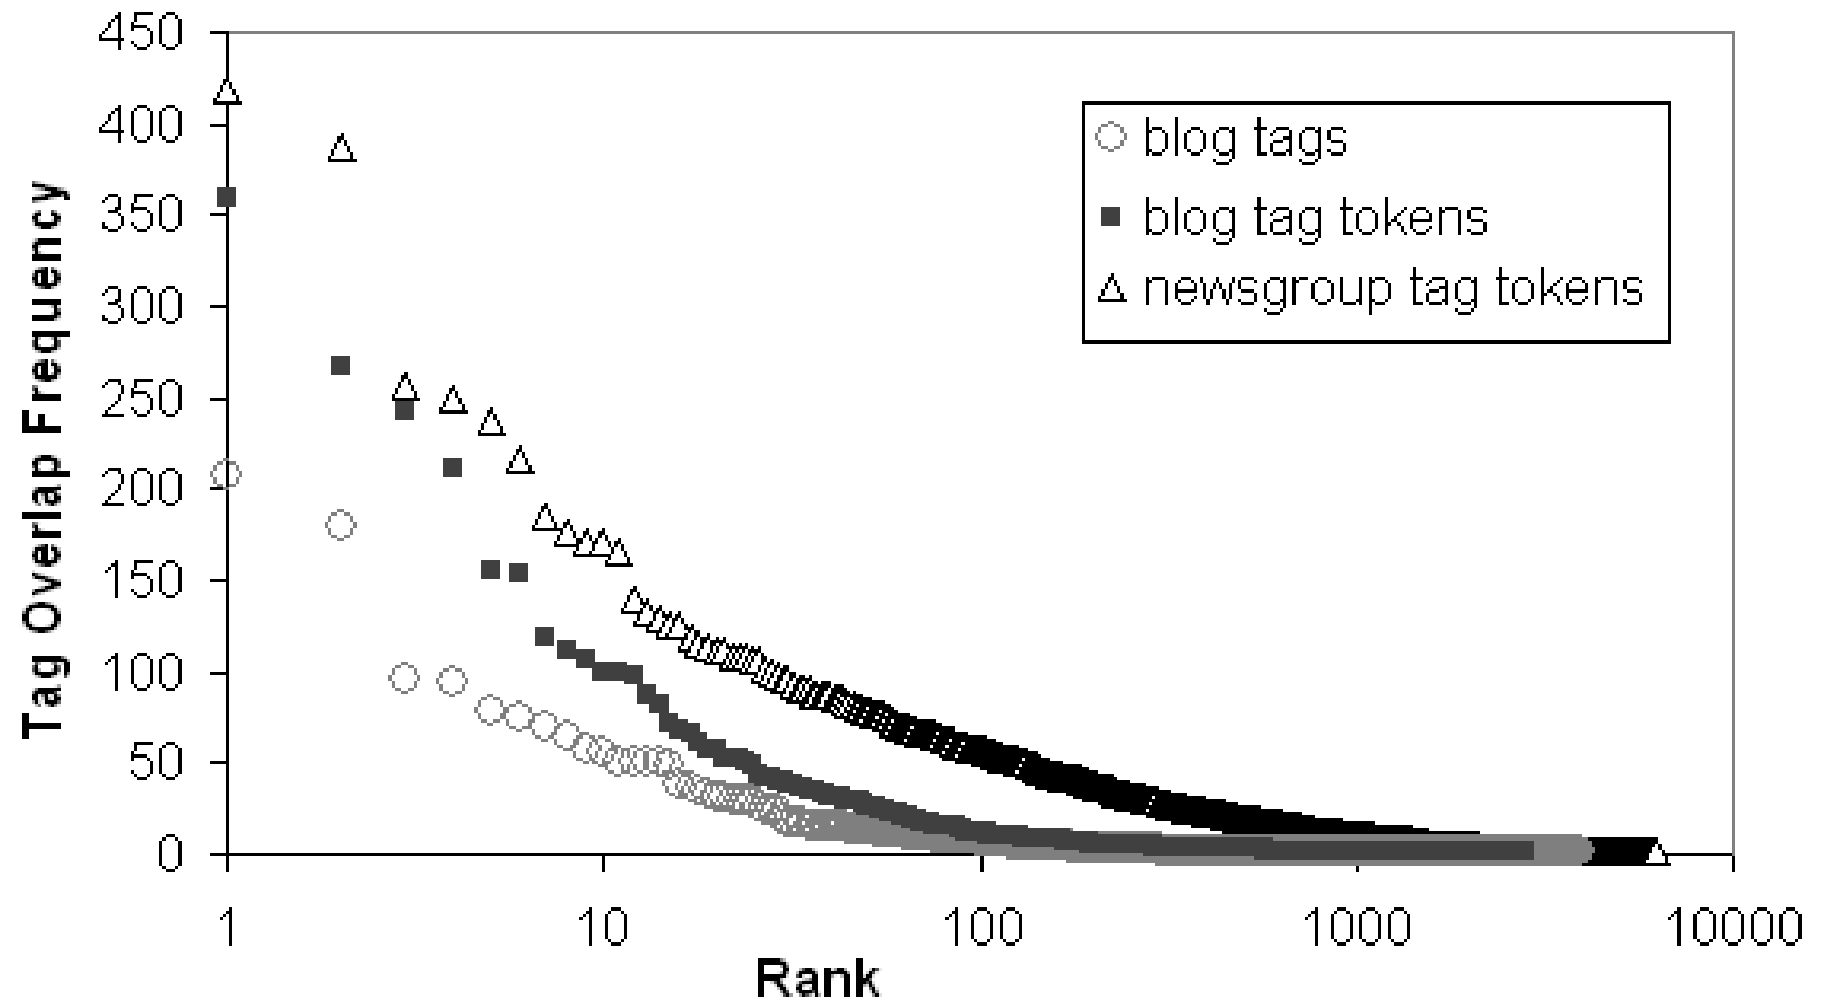 450
400
350
300
250
200
150
100
50
0
Tag Overlap Frequency
blog tags
blog tag tokens
newsgroup tag tokens
1 10 100 1000 10000
Rank